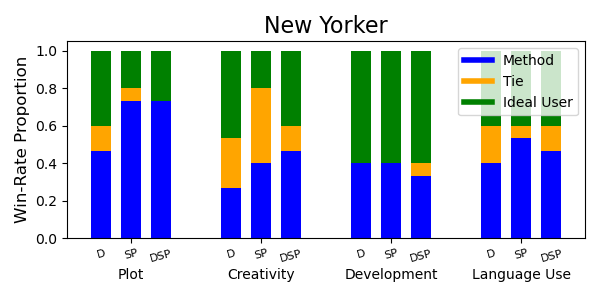 New Yorker
Win-Rate Proportion
1.0
0.8
0.6
0.4
0.2
0.0
Method
Tie
Ideal User
D SP DSP D SP DSP D SP DSP D SP DSP
Plot Creativity Development Language Use